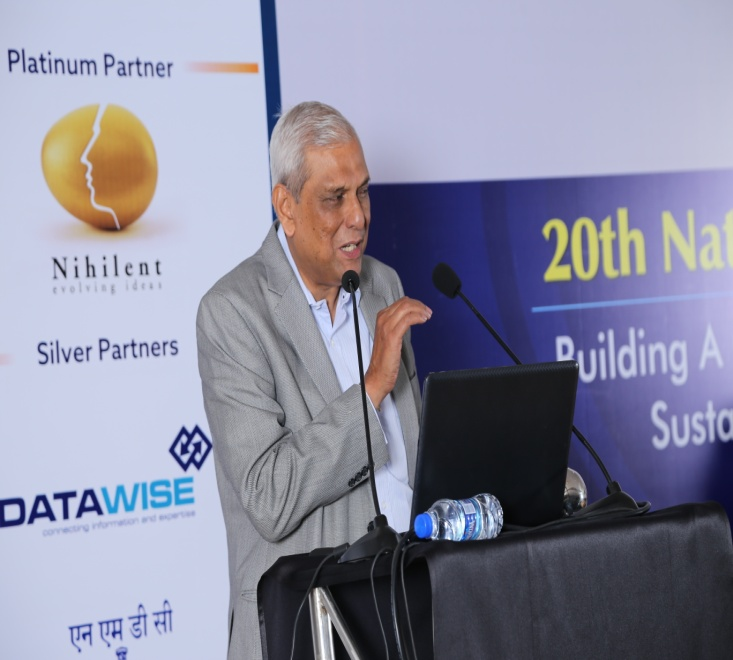 Platinum Partner
Nihilent
evolving ideas
Silver Partners
DATAWISE
connecting information and expertise
एन एम डी सी
20th Nat
Building A
Susta